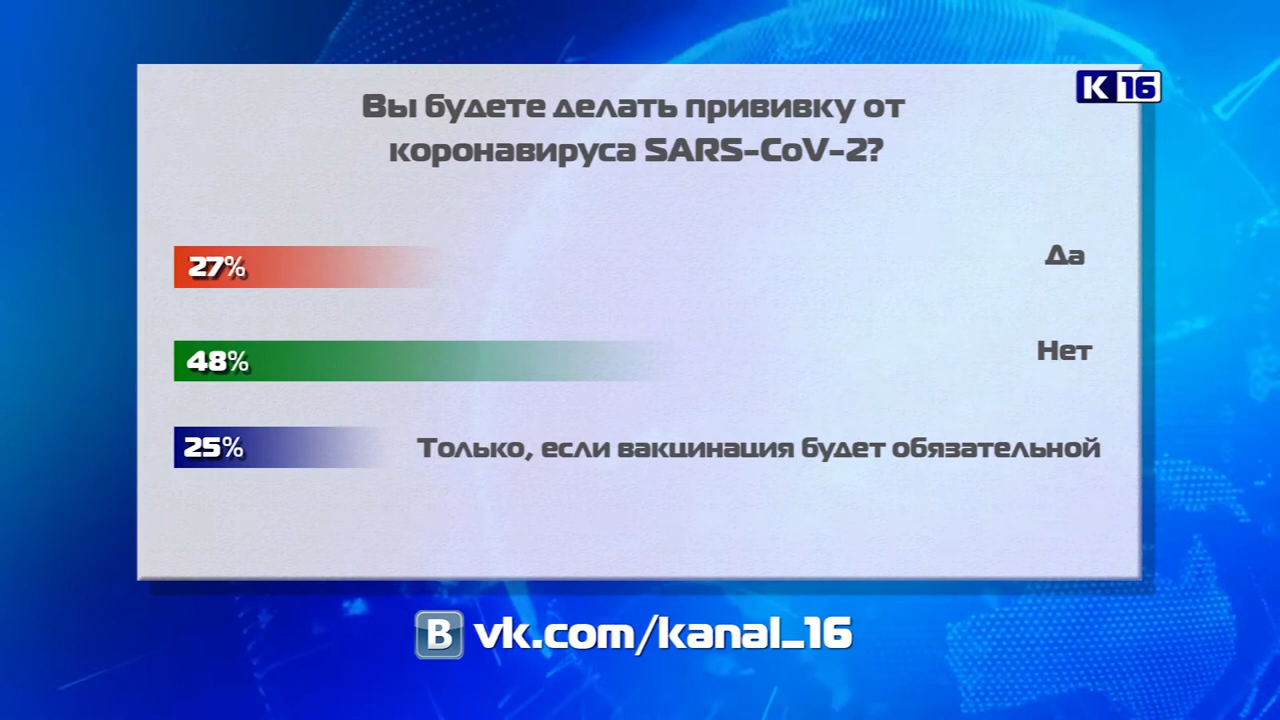 К 16
Вы будете делать прививку от
коронавируса SARS-CoV-2?
27% Да
48% Нет
25% Только, если вакцинация будет обязательной
В vk.com/kanal_16